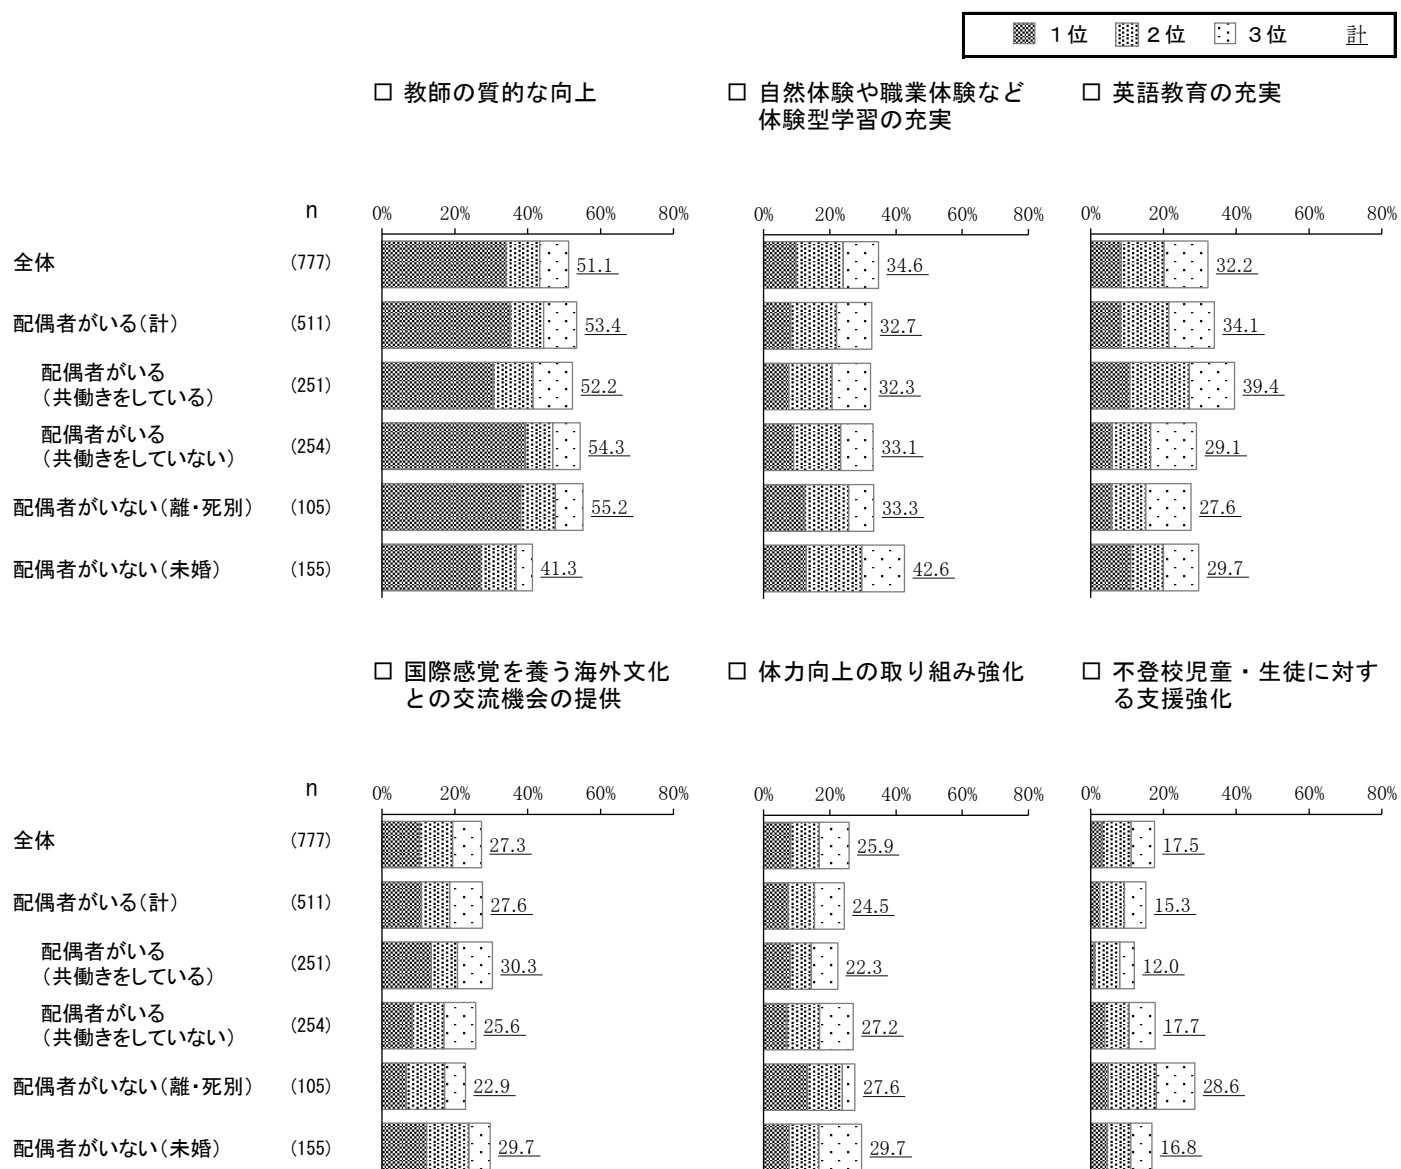 1位 2位 3位 計
□ 教師の質的な向上
□ 自然体験や職業体験など
体験型学習の充実
□ 英語教育の充実
n
0% 20% 40% 60% 80%
0% 20% 40% 60% 80%
0% 20% 40% 60% 80%
全体 (777) 51.1 34.6 32.2
配偶者がいる(計) (511) 53.4 32.7 34.1
配偶者がいる
(共働きをしている) (251) 52.2 32.3 39.4
配偶者がいる
(共働きをしていない) (254) 54.3 33.1 29.1
配偶者がいない(離・死別) (105) 55.2 33.3 27.6
配偶者がいない(未婚) (155) 41.3 42.6 29.7
□ 国際感覚を養う海外文化
との交流機会の提供
□ 体力向上の取り組み強化
□ 不登校児童・生徒に対す
る支援強化
n
0% 20% 40% 60% 80%
0% 20% 40% 60% 80%
0% 20% 40% 60% 80%
全体 (777) 27.3 25.9 17.5
配偶者がいる(計) (511) 27.6 24.5 15.3
配偶者がいる
(共働きをしている) (251) 30.3 22.3 12.0
配偶者がいる
(共働きをしていない) (254) 25.6 27.2 17.7
配偶者がいない(離・死別) (105) 22.9 27.6 28.6
配偶者がいない(未婚) (155) 29.7 29.7 16.8